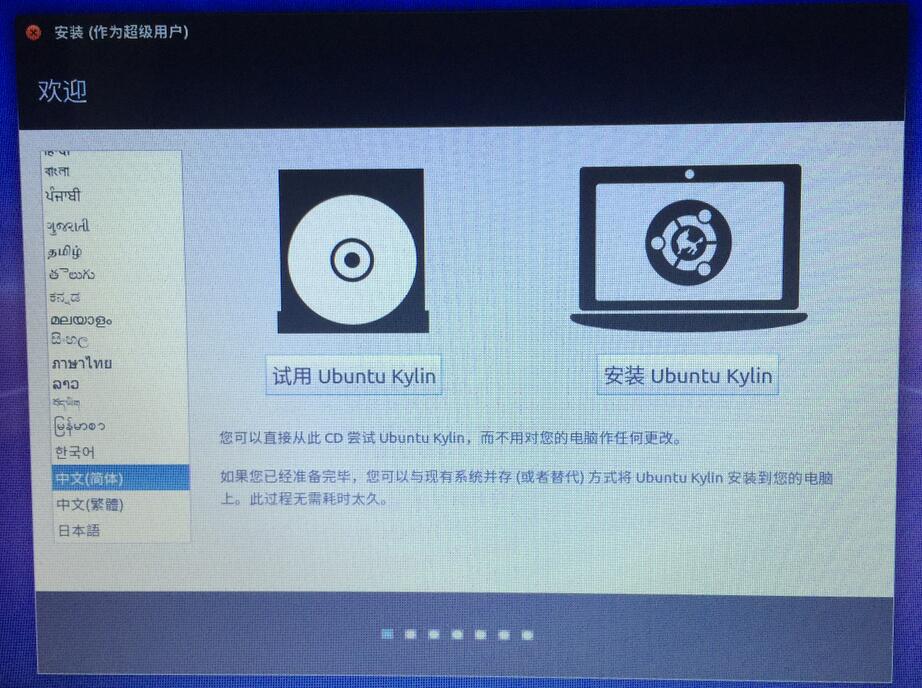 安装 (作为超级用户)
欢迎
বাংলা
ਪੰਜਾਬੀ
ગુજરાતી
தமிழ்
తెలుగు
ಕನ್ನಡ
മലയാളം
සිංහල
ภาษาไทย
ລາວ
မြန်မာစာ
한국어
中文(简体)
中文(繁體)
日本語
试用 Ubuntu Kylin
安装 Ubuntu Kylin
您可以直接从此 CD 尝试 Ubuntu Kylin，而不用对您的电脑作任何更改。
如果您已经准备完毕，您可以与现有系统并存 (或者替代) 方式将 Ubuntu Kylin 安装到您的电脑
上。此过程无需耗时太久。